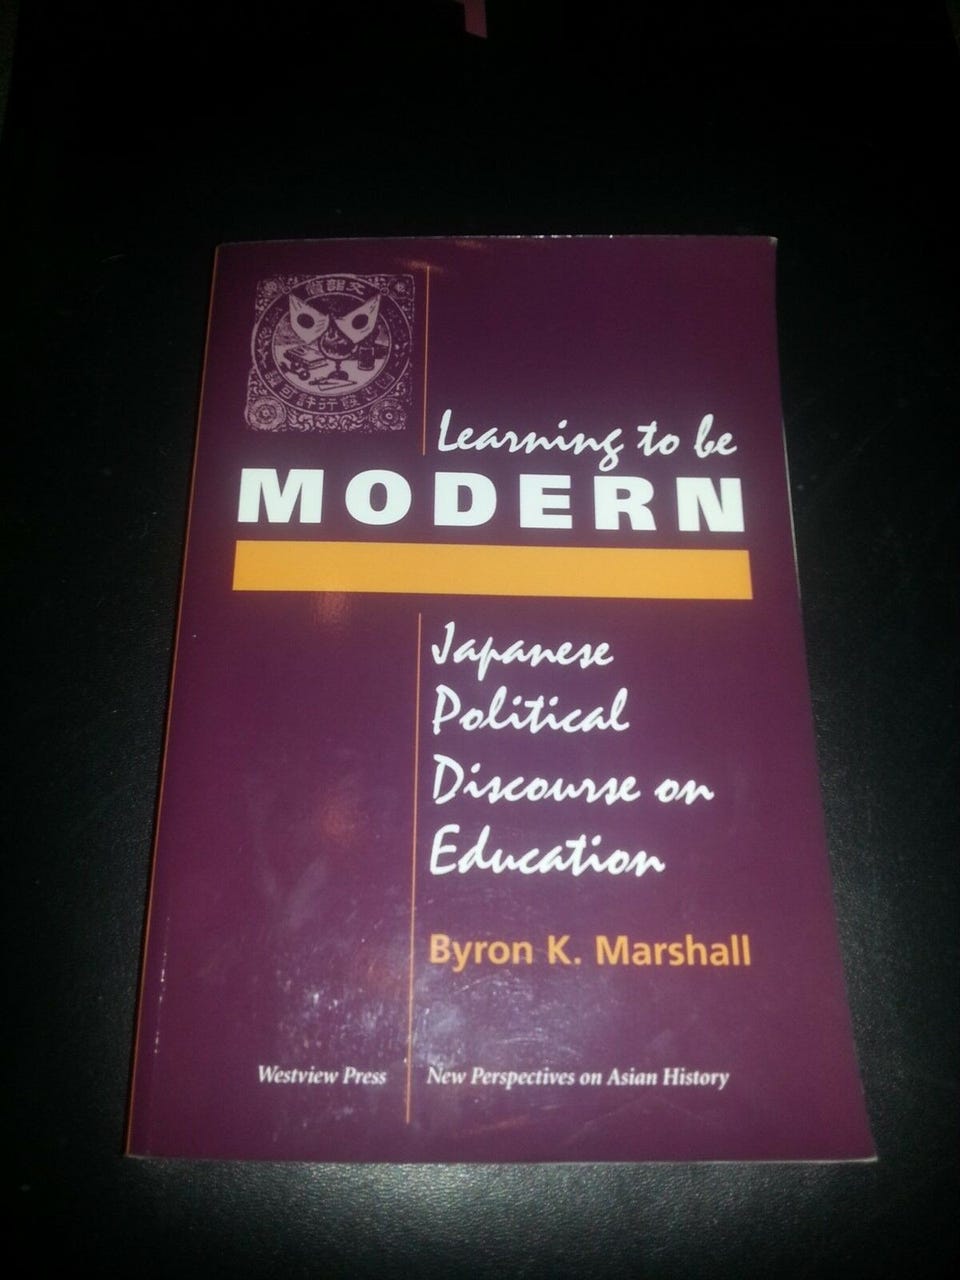 Learning to be
MODERN
Japanese
Political
Discourse on
Education
Byron K. Marshall
Westview Press
New Perspectives on Asian History